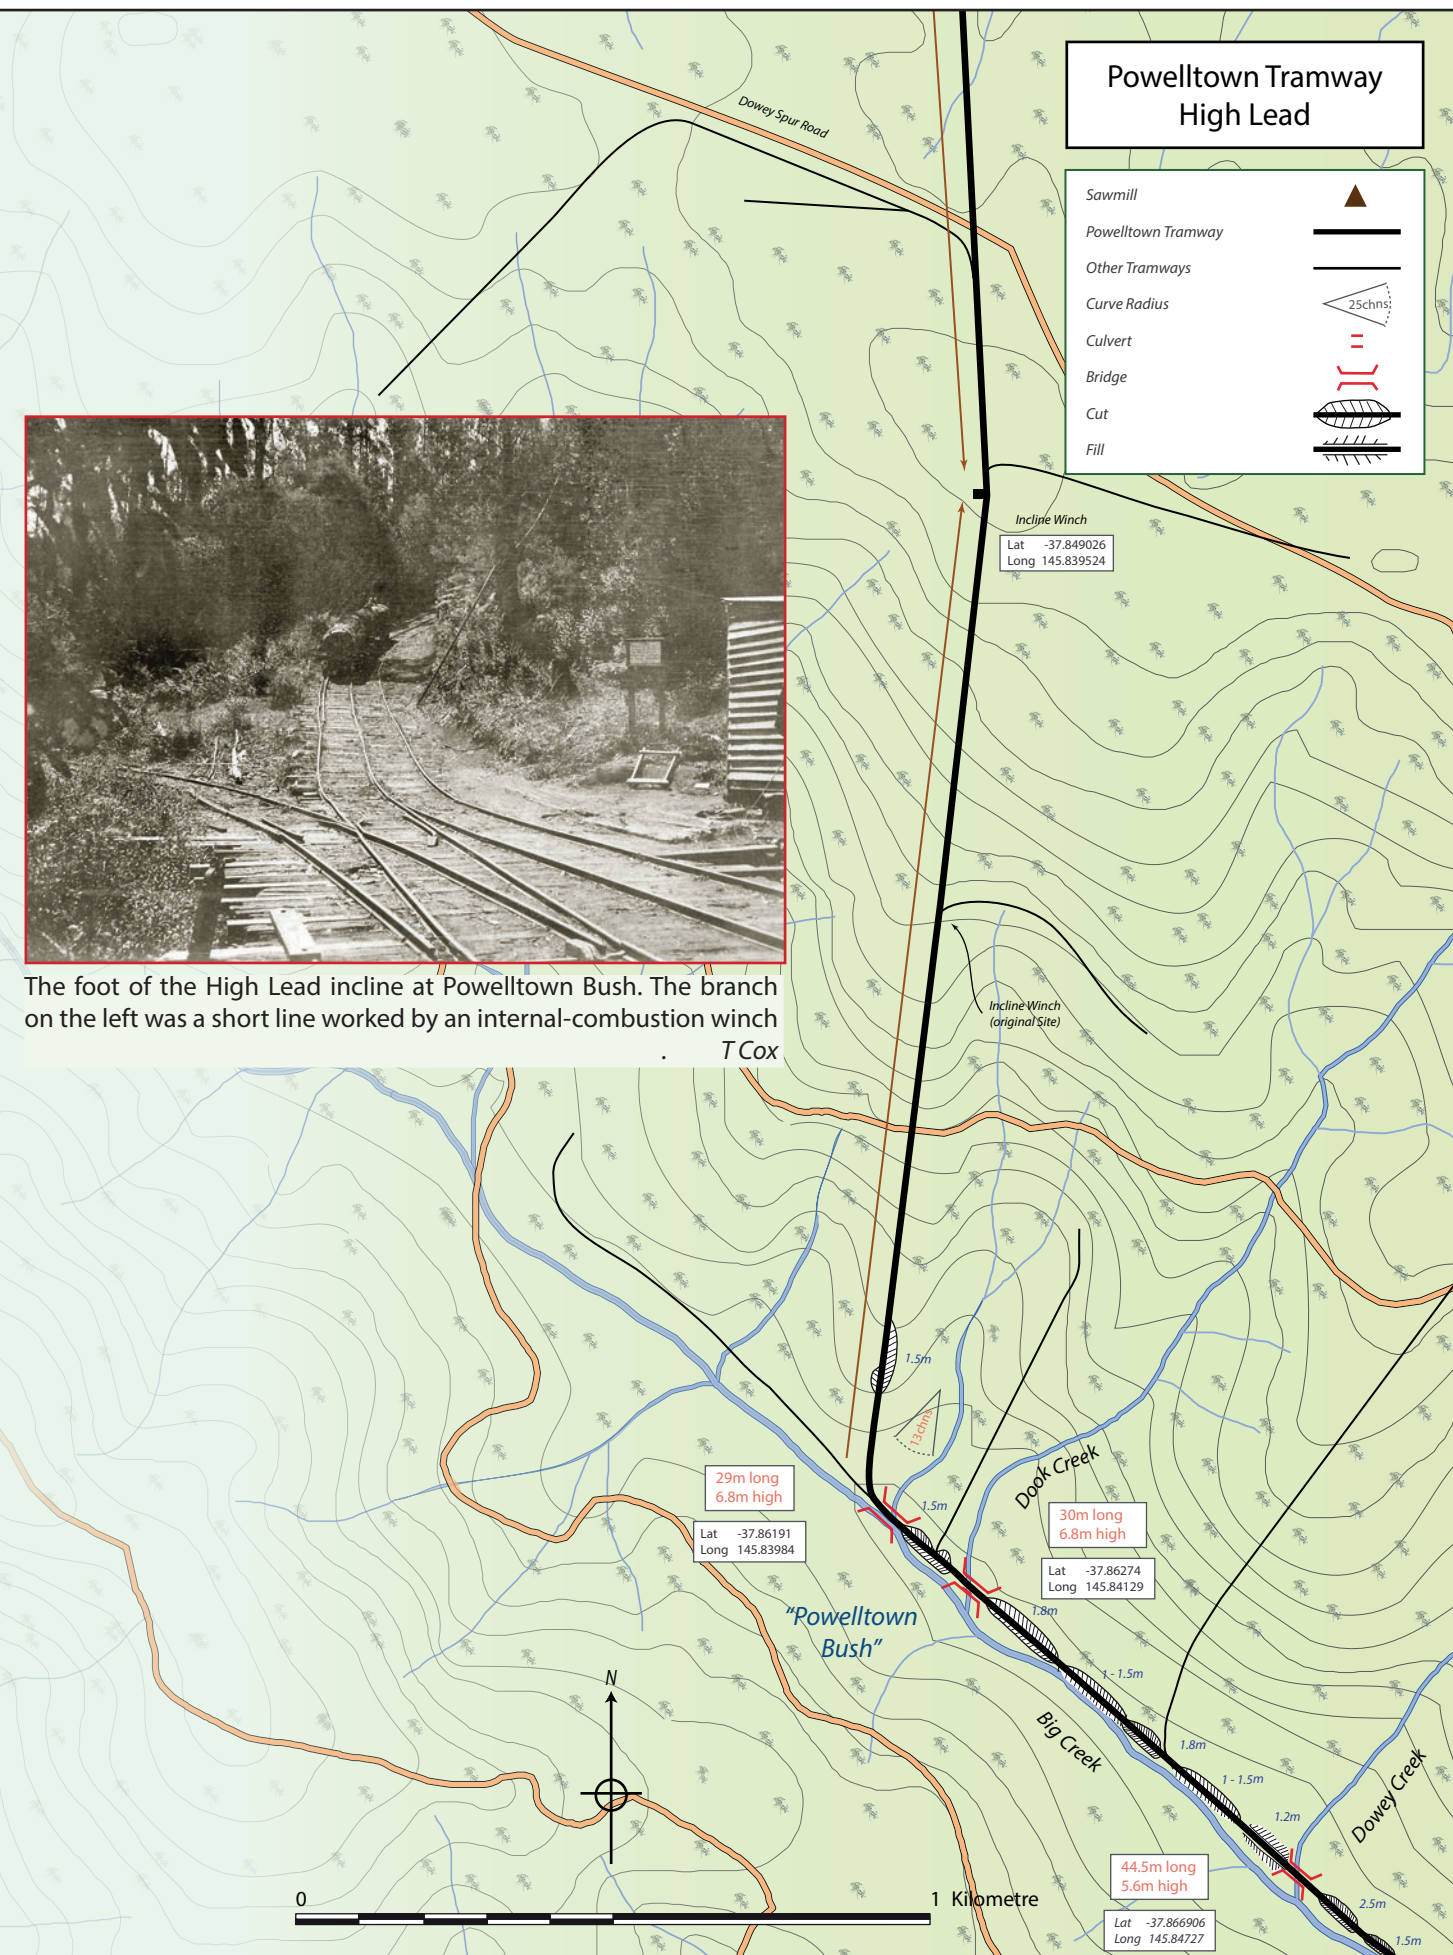 Powelltown Tramway
High Lead
Dowey Spur Road
Sawmill
Powelltown Tramway
Other Tramways
Curve Radius
25chns
Culvert
Bridge
Cut
Fill
Incline Winch
Lat -37.849026
Long 145.839524
The foot of the High Lead incline at Powelltown Bush. The branch
on the left was a short line worked by an internal-combustion winch
. T Cox
Incline Winch
(original Site)
1.5m
13chns
29m long
6.8m high
Lat -37.86191
Long 145.83984
1.5m
Dook Creek
30m long
6.8m high
Lat -37.86274
Long 145.84129
"Powelltown
Bush"
1.8m
1 - 1.5m
Big Creek
1.8m
1 - 1.5m
1.2m
Dowey Creek
N
44.5m long
5.6m high
Lat -37.866906
Long 145.84727
2.5m
1.5m
0
1 Kilometre